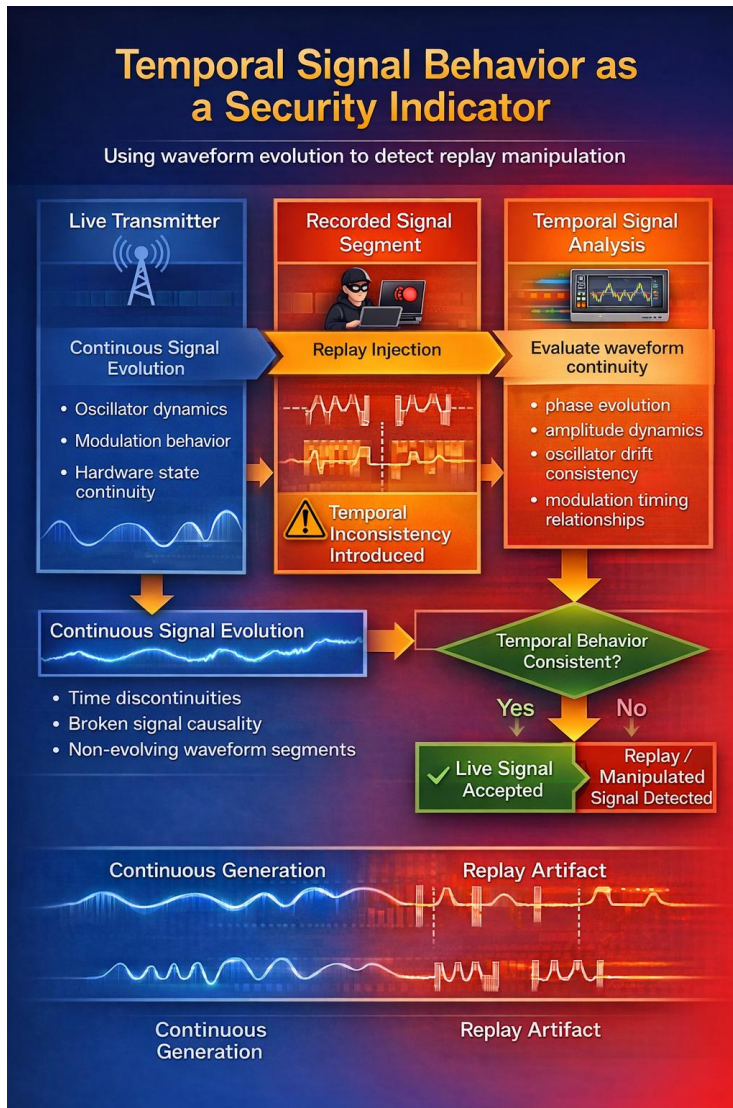 Temporal Signal Behavior as
a Security Indicator
Using waveform evolution to detect replay manipulation
Live Transmitter
Continuous Signal
Evolution
• Oscillator dynamics
• Modulation behavior
• Hardware state
continuity
Recorded Signal
Segment
Replay Injection
Temporal
Inconsistency
Introduced
Temporal Signal
Analysis
Evaluate waveform
continuity
• phase evolution
• amplitude dynamics
• oscillator drift
consistency
• modulation timing
relationships
Continuous Signal Evolution
• Time discontinuities
• Broken signal causality
• Non-evolving waveform segments
Temporal Behavior
Consistent?
Yes
No
Live Signal
Accepted
Replay /
Manipulated
Signal Detected
Continuous Generation
Replay Artifact
Continuous
Generation
Replay Artifact